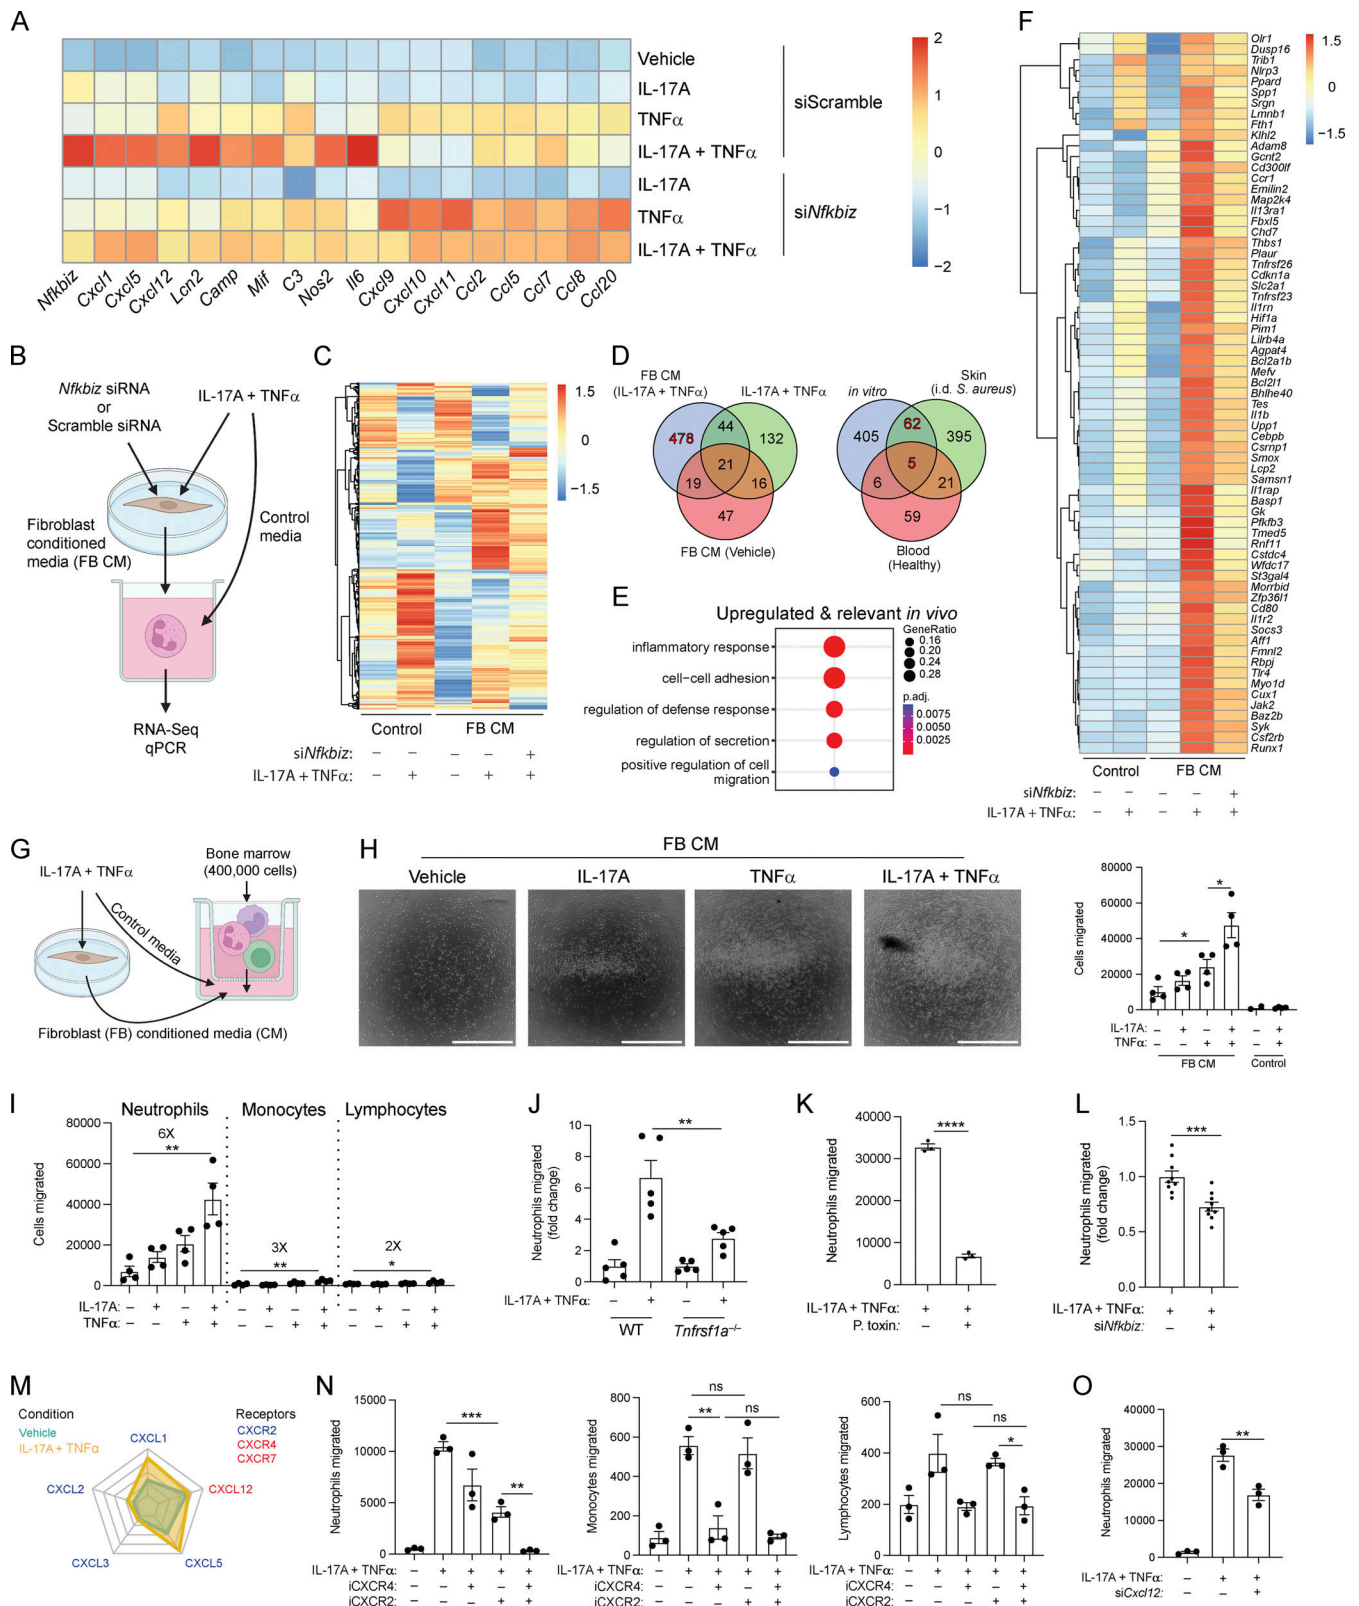 A
Vehicle
IL-17A
TNFα
IL-17A + TNFα
IL-17A
TNFα
IL-17A + TNFα
siScramble
siNfkbiz
2
1
0
−1
−2
Nfkbiz
Cxcl1
Cxcl5
Cxcl12
Lcn2
Camp
Mif
C3
Nos2
Il6
Cxcl9
Cxcl10
Cxcl11
Ccl2
Ccl5
Ccl7
Ccl8
Ccl20
B
Nfkbiz siRNA
or
Scramble siRNA
IL-17A + TNFα
Fibroblast
conditioned
media (FB CM)
Control
media
RNA-Seq
qPCR
C
1.5
0
−1.5
Control
FB CM
siNfkbiz: − − +
IL-17A + TNFα: − + − + +
D
FB CM
(IL-17A + TNFα)
IL-17A + TNFα
478
44
132
21
19
16
47
FB CM (Vehicle)
in vitro
Skin
(i.d. S. aureus)
405
62
395
5
6
21
59
Blood
(Healthy)
E
Upregulated & relevant in vivo
inflammatory response
cell−cell adhesion
regulation of defense response
regulation of secretion
positive regulation of cell
migration
GeneRatio
0.16
0.20
0.24
0.28
p.adj.
0.0075
0.0050
0.0025
F
1.5
0
−1.5
Olr1
Dusp16
Trib1
Nlrp3
Ppard
Spp1
Srgn
Lmnb1
Fth1
Klhl2
Adam8
Gcnt2
Cd300lf
Ccr1
Emilin2
Map2k4
Il13ra1
Fbxl5
Chd7
Thbs1
Plaur
Tnfrsf26
Cdkn1a
Slc2a1
Tnfrsf23
Il1rn
Hif1a
Pim1
Lilrb4a
Agpat4
Bcl2a1b
Mefv
Bcl2l1
Bhlhe40
Tes
Il1b
Upp1
Cebpb
Csrnp1
Smox
Lcp2
Samsn1
Il1rap
Basp1
Gk
Pfkfb3
Tmed5
Rnf11
Cstdc4
Wfdc17
St3gal4
Morrbid
Zfp36l1
Cd80
Il1r2
Socs3
Aff1
Fmnl2
Rbpj
Tlr4
Myo1d
Cux1
Jak2
Baz2b
Syk
Csf2rb
Runx1
Control
FB CM
siNfkbiz: − − +
IL-17A + TNFα: − + − + +
G
IL-17A + TNFα
Bone marrow
(400,000 cells)
Control media
Fibroblast (FB) conditioned media (CM)
H
FB CM
Vehicle
IL-17A
TNFα
IL-17A + TNFα
Cells migrated
80000
60000
40000
20000
0
*
*
IL-17A: − + − + − +
TNFα: − − + + − +
FB CM
Control
I
Neutrophils
Monocytes
Lymphocytes
Cells migrated
80000
60000
40000
20000
0
6X
**
3X
**
2X
*
IL-17A: − + − + − + − + − + − +
TNFα: − − + + − − + + − − + +
J
Neutrophils migrated
(fold change)
10
8
6
4
2
0
**
IL-17A + TNFα: − + − +
WT
Tnfrsf1a−/−
K
Neutrophils migrated
40000
30000
20000
10000
0
****
IL-17A + TNFα: + +
P. toxin: − +
L
Neutrophils migrated
(fold change)
1.5
1.0
0.5
0.0
***
IL-17A + TNFα: + +
siNfkbiz: − +
M
Condition
Vehicle
IL-17A + TNFα
Receptors
CXCR2
CXCR4
CXCR7
CXCL1
CXCL2
CXCL12
CXCL3
CXCL5
N
Neutrophils migrated
15000
10000
5000
0
***
**
IL-17A + TNFα: − + + + +
iCXCR4: − − + − +
iCXCR2: − − − + +
Monocytes migrated
800
600
400
200
0
ns
**
ns
IL-17A + TNFα: − + + + +
iCXCR4: − − + − +
iCXCR2: − − − + +
Lymphocytes migrated
600
400
200
0
ns
ns
*
IL-17A + TNFα: − + + + +
iCXCR4: − − + − +
iCXCR2: − − − + +
O
Neutrophils migrated
40000
30000
20000
10000
0
**
IL-17A + TNFα: − + +
siCxcl12: − − +